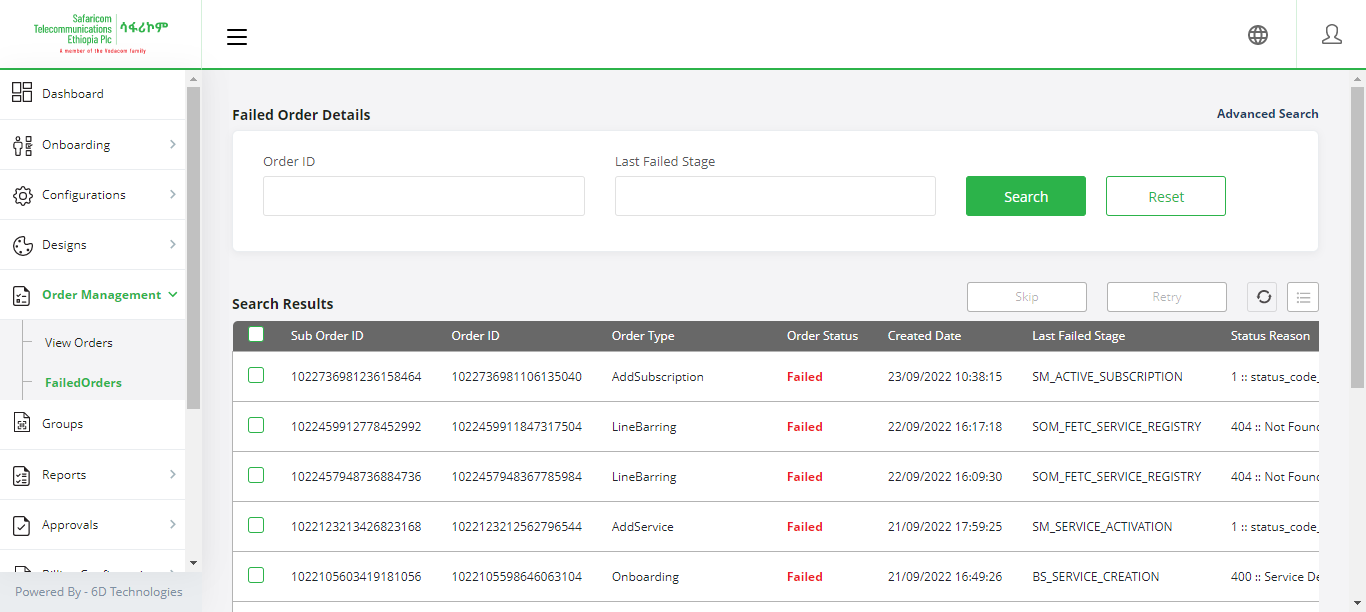 Safaricom
Telecommunications
Ethiopia Plc
ሳፋሪኮም
A member of the Vodacom family
Dashboard
Onboarding
Configurations
Designs
Order Management
View Orders
FailedOrders
Groups
Reports
Approvals
Powered By - 6D Technologies
Failed Order Details
Advanced Search
Order ID
Last Failed Stage
Search
Reset
Search Results
Skip
Retry
Sub Order ID Order ID Order Type Order Status Created Date Last Failed Stage Status Reason
1022736981236158464 1022736981106135040 AddSubscription Failed 23/09/2022 10:38:15 SM_ACTIVE_SUBSCRIPTION 1 :: status_code_
1022459912778452992 1022459911847317504 LineBarring Failed 22/09/2022 16:17:18 SOM_FETC_SERVICE_REGISTRY 404 :: Not Found
1022457948736884736 1022457948367785984 LineBarring Failed 22/09/2022 16:09:30 SOM_FETC_SERVICE_REGISTRY 404 :: Not Found
1022123213426823168 1022123212562796544 AddService Failed 21/09/2022 17:59:25 SM_SERVICE_ACTIVATION 1 :: status_code_
1022105603419181056 1022105598646063104 Onboarding Failed 21/09/2022 16:49:26 BS_SERVICE_CREATION 400 :: Service De